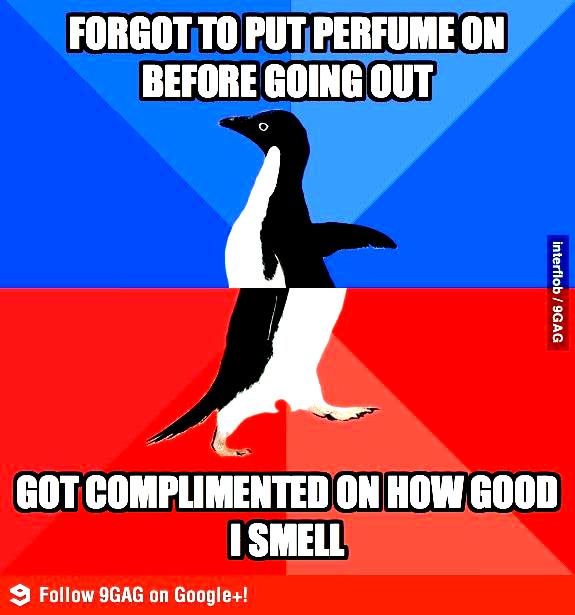 FORGOT TO PUT PERFUME ON
BEFORE GOING OUT
interflob / 9GAG
GOT COMPLIMENTED ON HOW GOOD
I SMELL
Follow 9GAG on Google+!